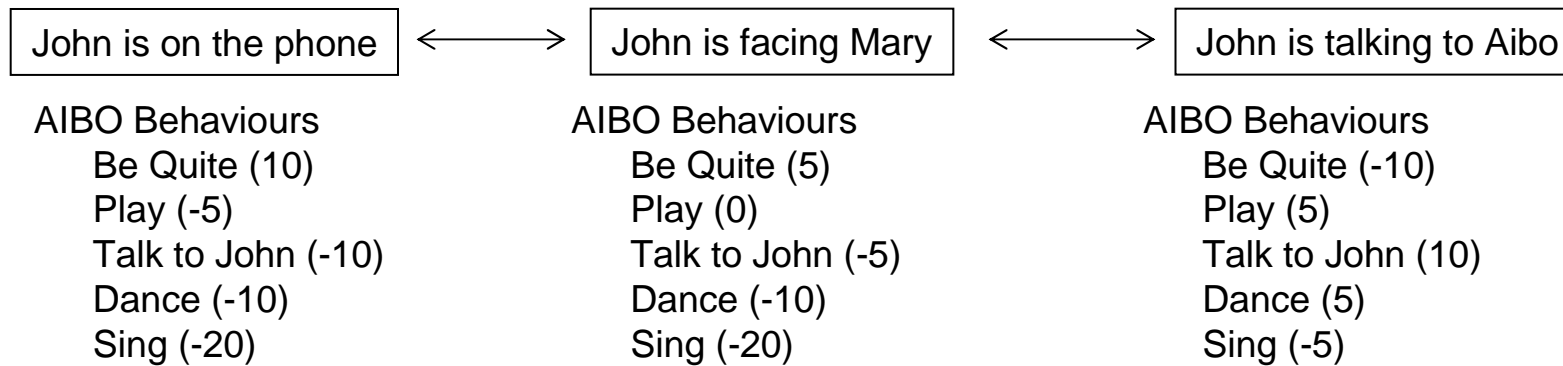 John is on the phone
AIBO Behaviours
Be Quite (10)
Play (-5)
Talk to John (-10)
Dance (-10)
Sing (-20)
John is facing Mary
AIBO Behaviours
Be Quite (5)
Play (0)
Talk to John (-5)
Dance (-10)
Sing (-20)
John is talking to Aibo
AIBO Behaviours
Be Quite (-10)
Play (5)
Talk to John (10)
Dance (5)
Sing (-5)